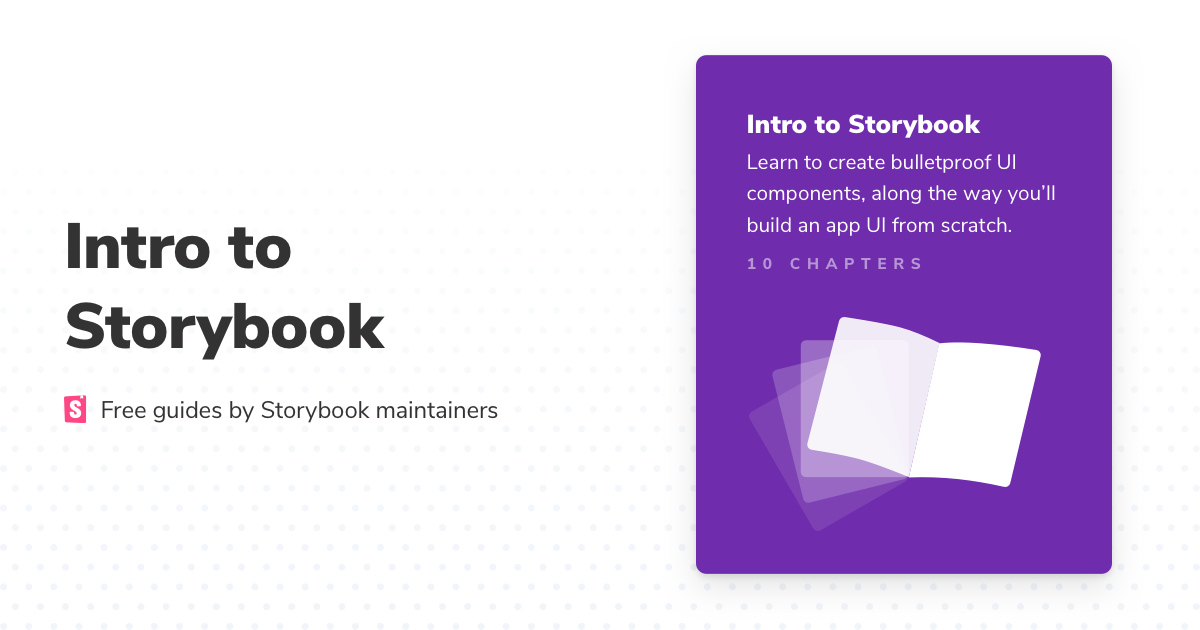 Intro to
Storybook
S Free guides by Storybook maintainers
Intro to Storybook
Learn to create bulletproof UI
components, along the way you'll
build an app UI from scratch.
10 CHAPTERS